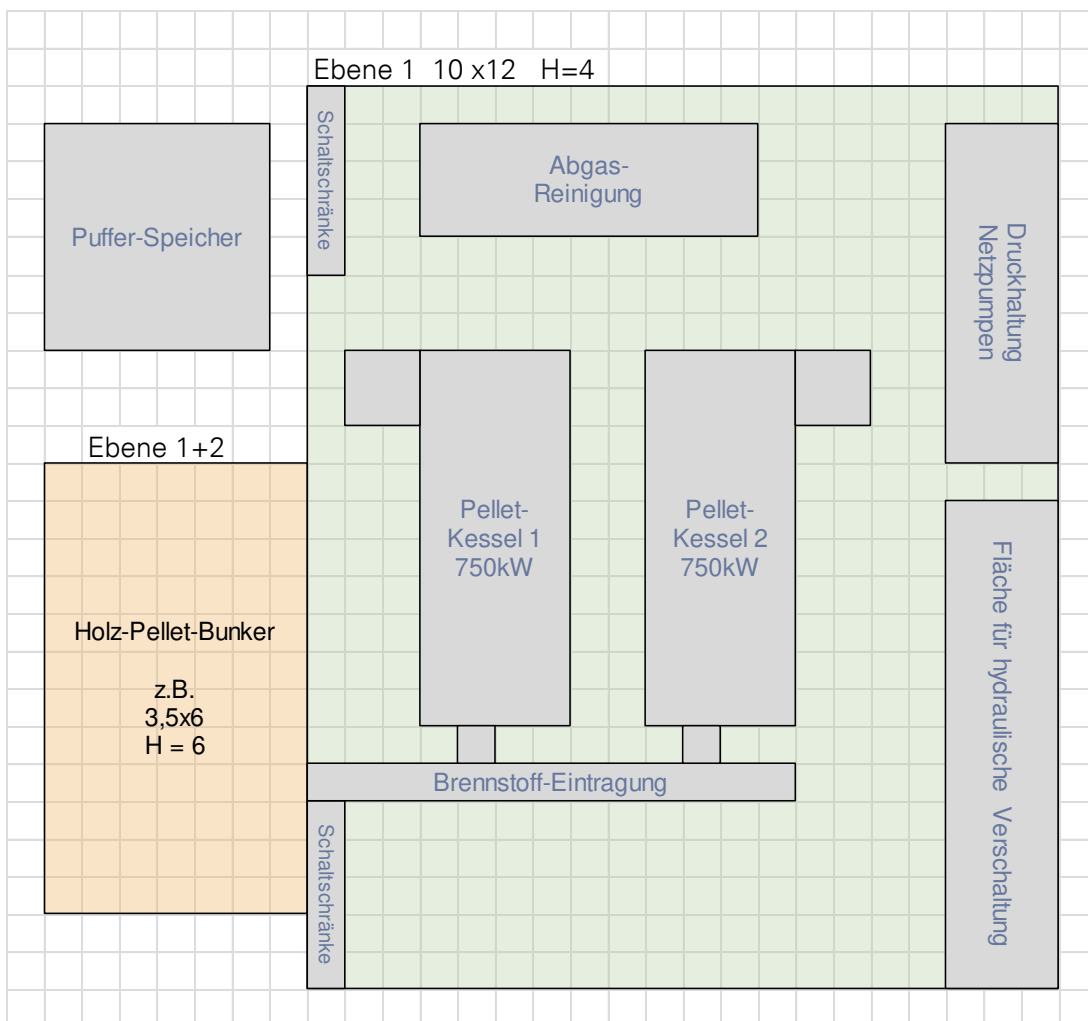 Ebene 1  10 x12   H=4
Schaltschränke
Abgas-
Reinigung
Puffer-Speicher
Druckhaltung
Netzpumpen
Ebene 1+2
Pellet-
Kessel 1
750kW
Pellet-
Kessel 2
750kW
Holz-Pellet-Bunker
z.B.
3,5x6
H = 6
Fläche für hydraulische  Verschaltung
Brennstoff-Eintragung
Schaltschränke